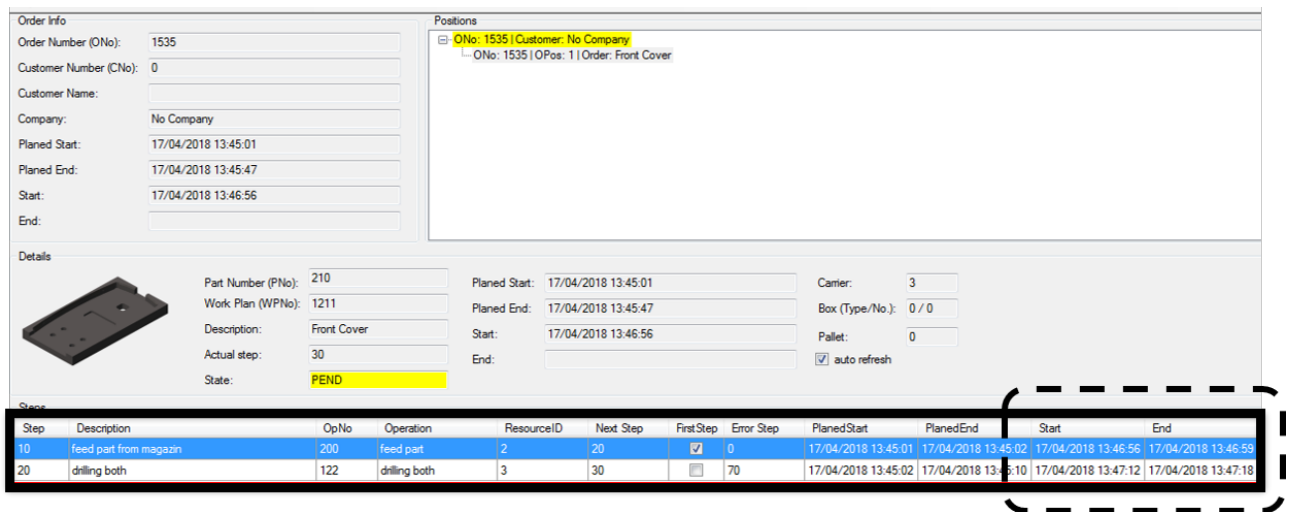 Order Info
Order Number (ONo): 1535
Customer Number (CNo): 0
Customer Name:
Company: No Company
Planed Start: 17/04/2018 13:45:01
Planed End: 17/04/2018 13:45:47
Start: 17/04/2018 13:46:56
End:
Positions
ONo: 1535 | Customer: No Company
ONo: 1535 | OPos: 1 | Order: Front Cover
Details
Part Number (PNo): 210
Work Plan (WPNo): 1211
Description: Front Cover
Actual step: 30
State: PEND
Planed Start: 17/04/2018 13:45:01
Planed End: 17/04/2018 13:45:47
Start: 17/04/2018 13:46:56
End:
Carrier: 3
Box (Type/No.): 0 / 0
Pallet: 0
auto refresh
Steps
Step Description OpNo Operation ResourceID Next Step FirstStep Error Step PlanedStart PlanedEnd Start End
10 feed part from magazin 200 feed part 2 20 0 17/04/2018 13:45:01 17/04/2018 13:45:02 17/04/2018 13:46:56 17/04/2018 13:46:59
20 drilling both 122 drilling both 3 30 70 17/04/2018 13:45:02 17/04/2018 13:45:10 17/04/2018 13:47:12 17/04/2018 13:47:18